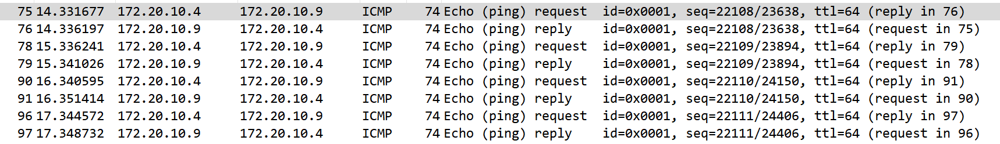 75 14.331677 172.20.10.4 172.20.10.9 ICMP 74 Echo (ping) request id=0x0001, seq=22108/23638, ttl=64 (reply in 76)
76 14.336197 172.20.10.9 172.20.10.4 ICMP 74 Echo (ping) reply id=0x0001, seq=22108/23638, ttl=64 (request in 75)
78 15.336241 172.20.10.4 172.20.10.9 ICMP 74 Echo (ping) request id=0x0001, seq=22109/23894, ttl=64 (reply in 79)
79 15.341026 172.20.10.9 172.20.10.4 ICMP 74 Echo (ping) reply id=0x0001, seq=22109/23894, ttl=64 (request in 78)
90 16.340595 172.20.10.4 172.20.10.9 ICMP 74 Echo (ping) request id=0x0001, seq=22110/24150, ttl=64 (reply in 91)
91 16.351414 172.20.10.9 172.20.10.4 ICMP 74 Echo (ping) reply id=0x0001, seq=22110/24150, ttl=64 (request in 90)
96 17.344572 172.20.10.4 172.20.10.9 ICMP 74 Echo (ping) request id=0x0001, seq=22111/24406, ttl=64 (reply in 97)
97 17.348732 172.20.10.9 172.20.10.4 ICMP 74 Echo (ping) reply id=0x0001, seq=22111/24406, ttl=64 (request in 96)